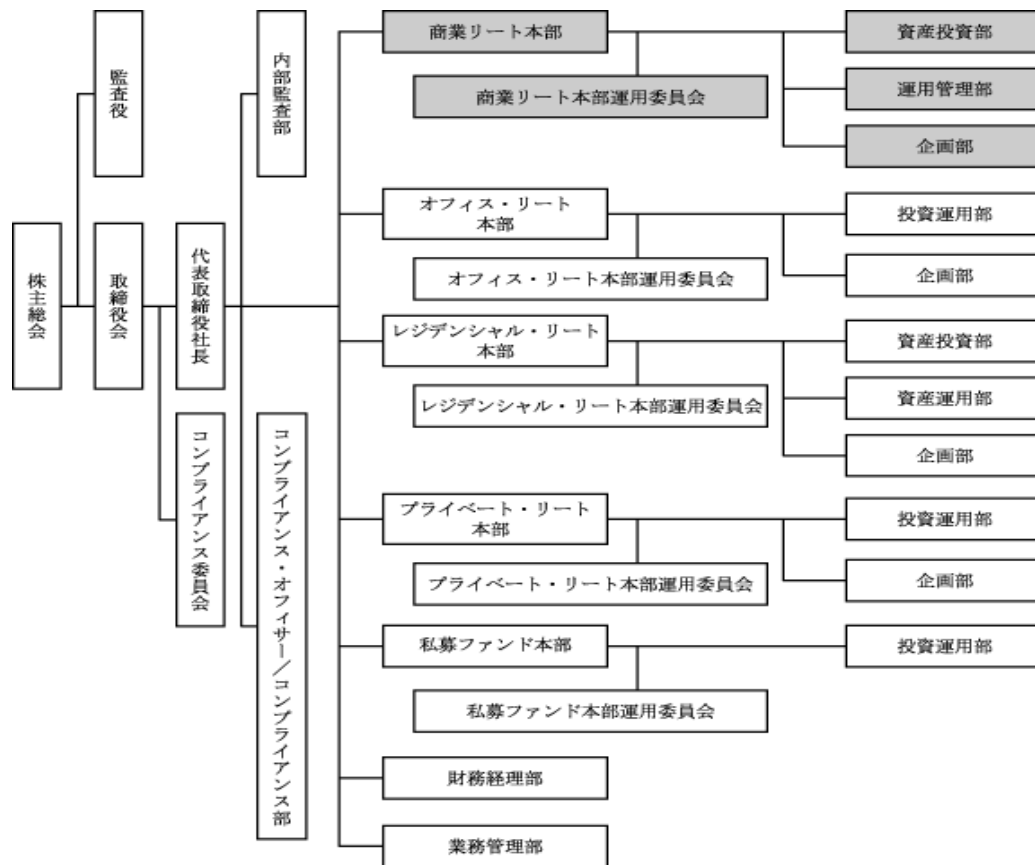 株主総会
監査役
取締役会
代表取締役社長
コンプライアンス委員会
内部監査部
コンプライアンス・オフィサー/コンプライアンス部
商業リート本部
商業リート本部運用委員会
資産投資部
運用管理部
企画部
オフィス・リート
本部
オフィス・リート本部運用委員会
投資運用部
企画部
レジデンシャル・リート
本部
レジデンシャル・リート本部運用委員会
資産投資部
資産運用部
企画部
プライベート・リート
本部
プライベート・リート本部運用委員会
投資運用部
企画部
私募ファンド本部
私募ファンド本部運用委員会
投資運用部
財務経理部
業務管理部